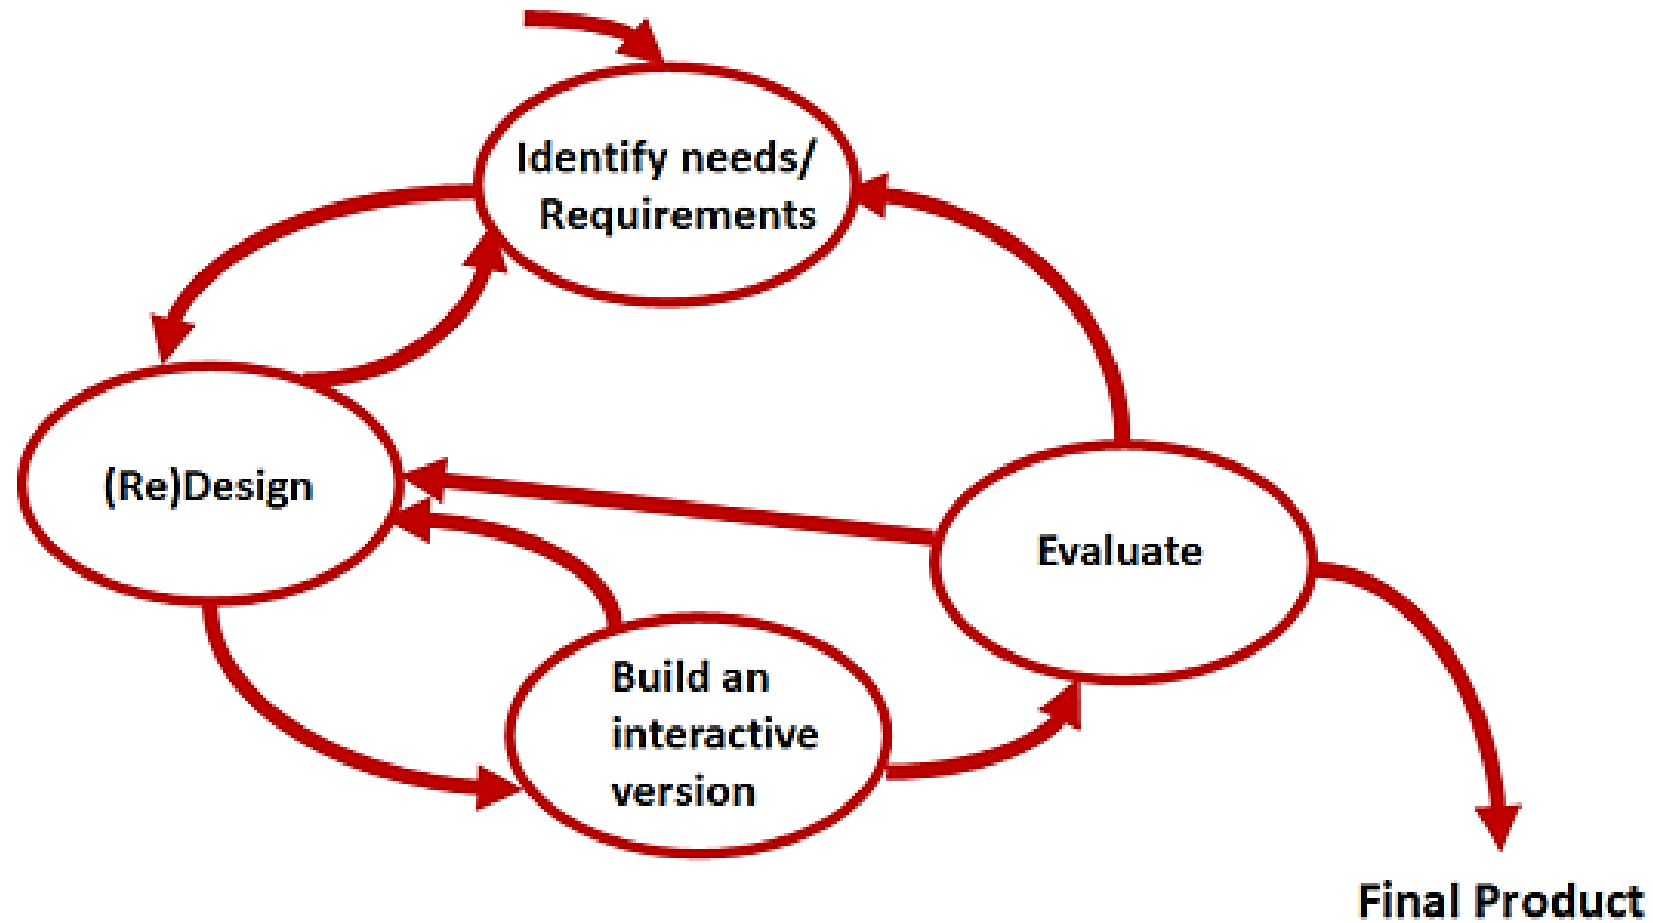 Identify needs/
Requirements
(Re)Design
Evaluate
Build an
interactive
version
Final Product